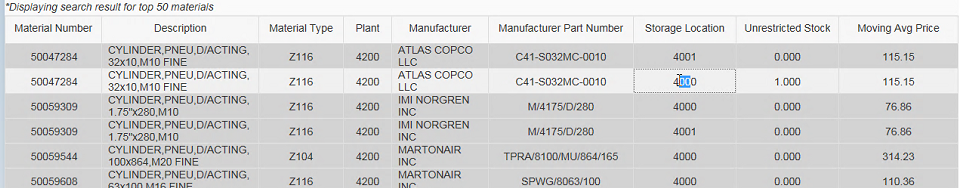 *Displaying search result for top 50 materials
Material Number Description Material Type Plant Manufacturer Manufacturer Part Number Storage Location Unrestricted Stock Moving Avg Price
50047284 CYLINDER,PNEU,D/ACTING, 32x10,M10 FINE Z116 4200 ATLAS COPCO LLC C41-S032MC-0010 4001 0.000 115.15
50047284 CYLINDER,PNEU,D/ACTING, 32x10,M10 FINE Z116 4200 ATLAS COPCO LLC C41-S032MC-0010 4000 1.000 115.15
50059309 CYLINDER,PNEU,D/ACTING, 1.75"x280,M10 Z116 4200 IMI NORGREN INC M/4175/D/280 4000 0.000 76.86
50059309 CYLINDER,PNEU,D/ACTING, 1.75"x280,M10 Z116 4200 IMI NORGREN INC M/4175/D/280 4001 0.000 76.86
50059544 CYLINDER,PNEU,D/ACTING, 100x864,M20 FINE Z104 4200 MARTONAIR INC TPRA/8100/MU/864/165 4000 0.000 314.23
50059608 CYLINDER,PNEU,D/ACTING, 63x100,M16 FINE Z116 4200 MARTONAIR INC SPWG/8063/100 4000 0.000 110.36